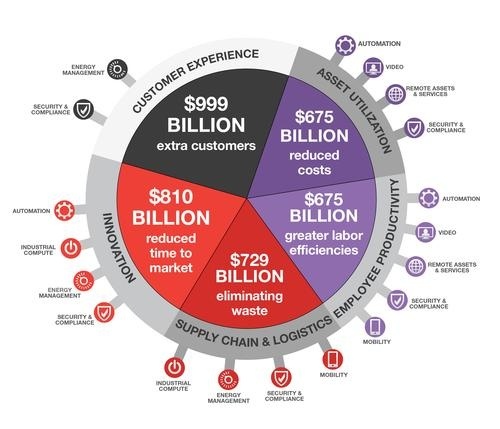 CUSTOMER EXPERIENCE
$999
BILLION
extra customers
ENERGY
MANAGEMENT
SECURITY &
COMPLIANCE
ASSET UTILIZATION
$675
BILLION
reduced
costs
AUTOMATION
VIDEO
REMOTE ASSETS
& SERVICES
SECURITY &
COMPLIANCE
EMPLOYEE PRODUCTIVITY
$675
BILLION
greater labor
efficiencies
AUTOMATION
VIDEO
REMOTE ASSETS
& SERVICES
SECURITY &
COMPLIANCE
MOBILITY
SUPPLY CHAIN & LOGISTICS
$729
BILLION
eliminating
waste
MOBILITY
SECURITY &
COMPLIANCE
ENERGY
MANAGEMENT
INDUSTRIAL
COMPUTE
INNOVATION
$810
BILLION
reduced
time to
market
AUTOMATION
INDUSTRIAL
COMPUTE
ENERGY
MANAGEMENT
SECURITY &
COMPLIANCE